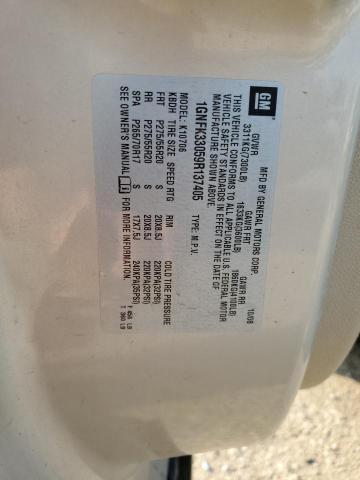 GM
MFD BY GENERAL MOTORS CORP.
10/08
GVWR GAWR FRT GAWR RR
3311KG(7300LB) 1633KG(3600LB) 1860KG(4100LB)
THIS VEHICLE CONFORMS TO ALL APPLICABLE U.S. FEDERAL MOTOR
VEHICLE SAFETY STANDARDS IN EFFECT ON THE DATE OF
MANUFACTURE SHOWN ABOVE.
1GNFK33059R137405 TYPE: M.P.V.
MODEL: K10706
KBDH TIRE SIZE SPEED RTG RIM COLD TIRE PRESSURE
FRT P275/55R20 S 20X8.5J 220KPA(32PSI)
RR P275/55R20 S 20X8.5J 220KPA(32PSI)
SPA P265/70R17 S 17X7.5J 240KPA(35PSI)
SEE OWNER'S MANUAL FOR MORE INFORMATION.
F 456 LB
T 360 LB